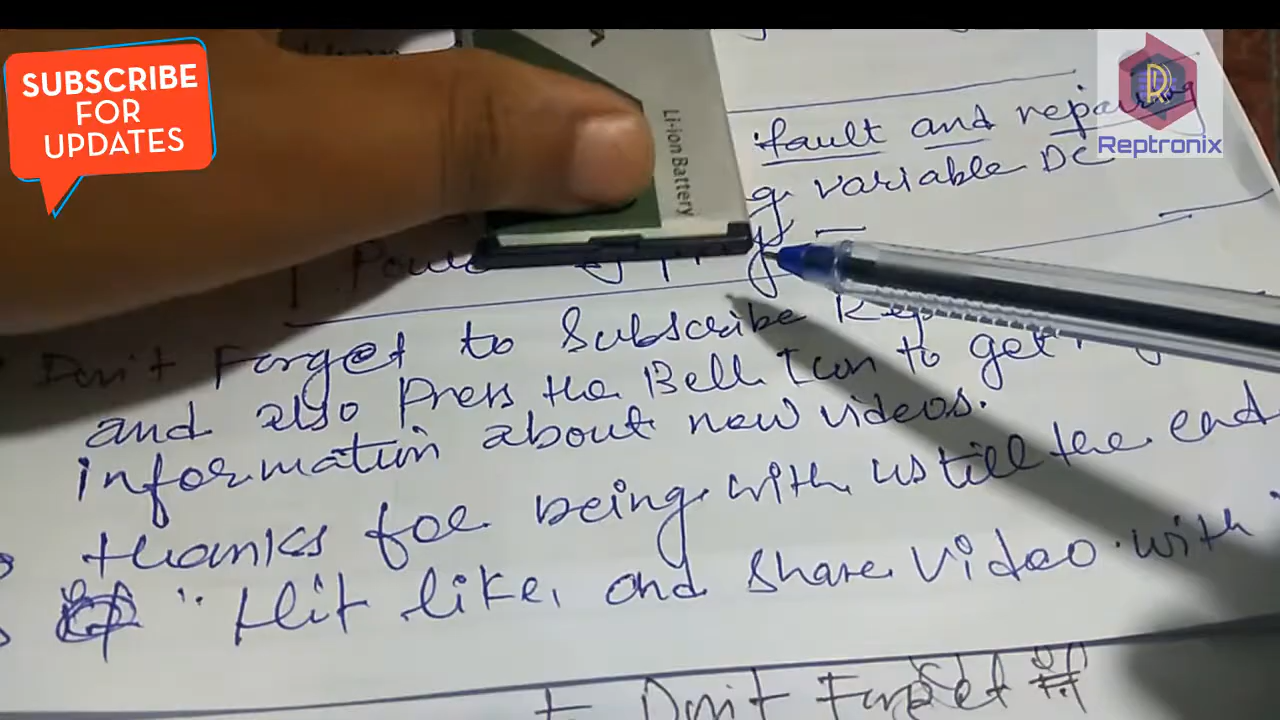 SUBSCRIBE
FOR
UPDATES
Reptronix
Li-ion Battery
fault and repairing
g variable DC
Don't Forget to Subscribe Rep
and also Press the Bell Icon to get
information about new videos.
thanks for being with us till the end
Hit like, and share video with
Don't Forget